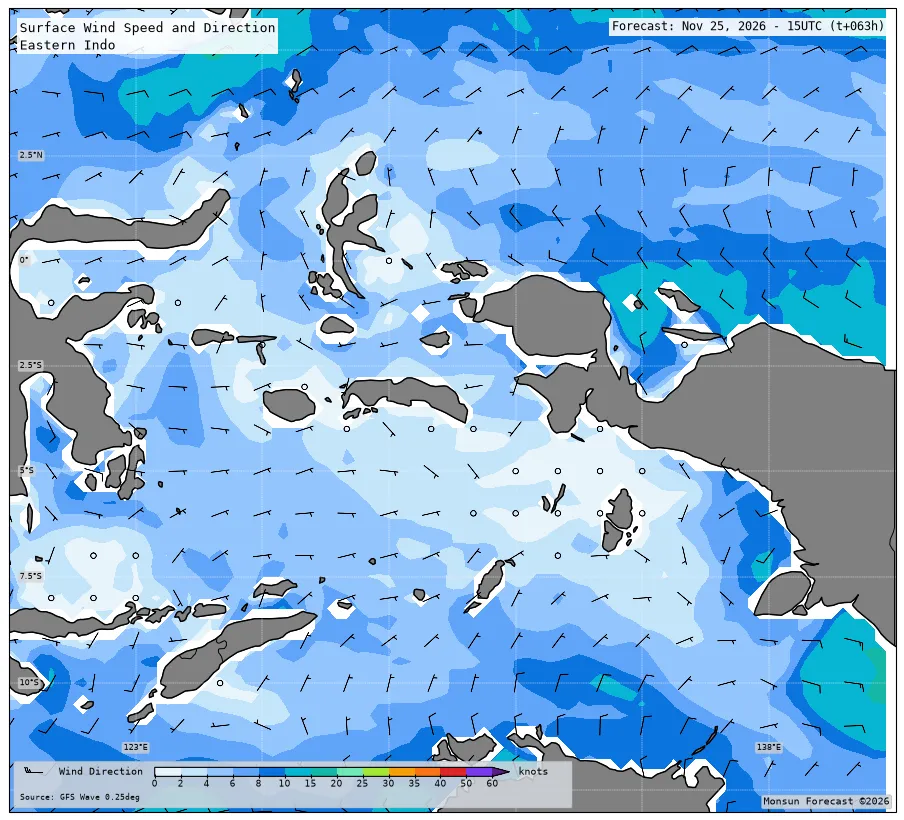 Surface Wind Speed and Direction
Eastern Indo
Forecast: Nov 25, 2026 - 15UTC (t+063h)
2.5°N
0°
2.5°S
5°S
7.5°S
10°S
123°E
138°E
Wind Direction
0 2 4 6 8 10 15 20 25 30 35 40 50 60
knots
Source: GFS Wave 0.25deg
Monsun Forecast ©2026